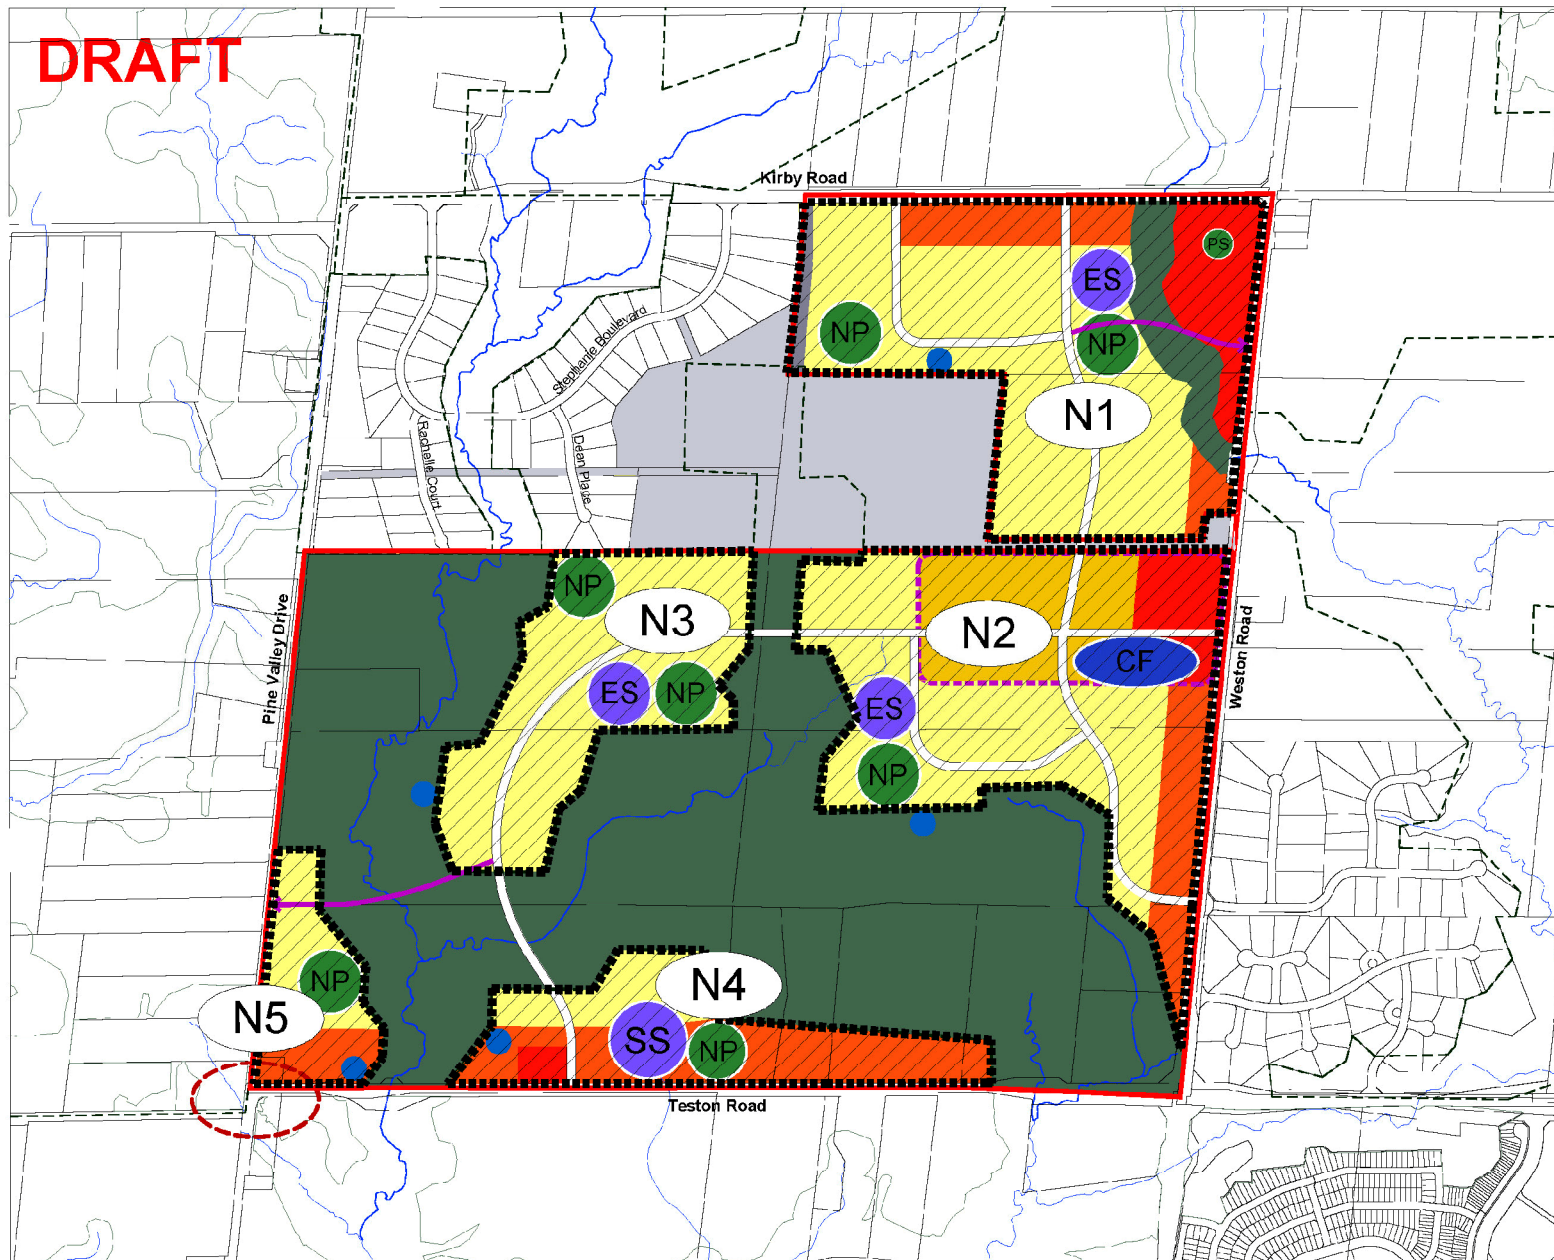 DRAFT
Kirby Road
PS
ES
NP
NP
Stephanie Boulevard
N1
Rachelle Court
Dean Place
NP
N3
N2
CF
Pine Valley Drive
Weston Road
ES
NP
ES
NP
NP
N4
N5
SS
NP
Teston Road